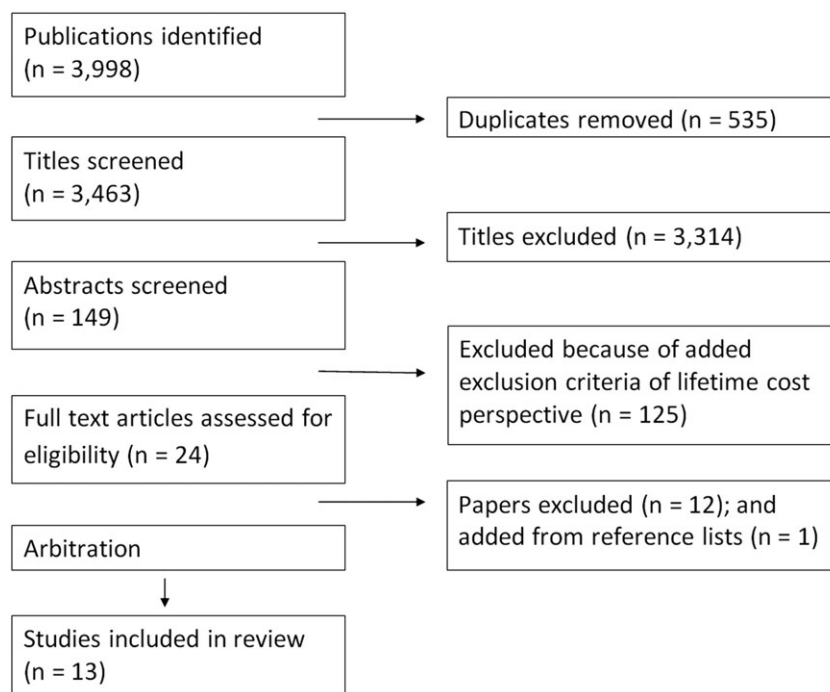 Publications identified
(n = 3,998)
Duplicates removed (n = 535)
Titles screened
(n = 3,463)
Titles excluded (n = 3,314)
Abstracts screened
(n = 149)
Excluded because of added
exclusion criteria of lifetime cost
perspective (n = 125)
Full text articles assessed for
eligibility (n = 24)
Papers excluded (n = 12); and
added from reference lists (n = 1)
Arbitration
Studies included in review
(n = 13)